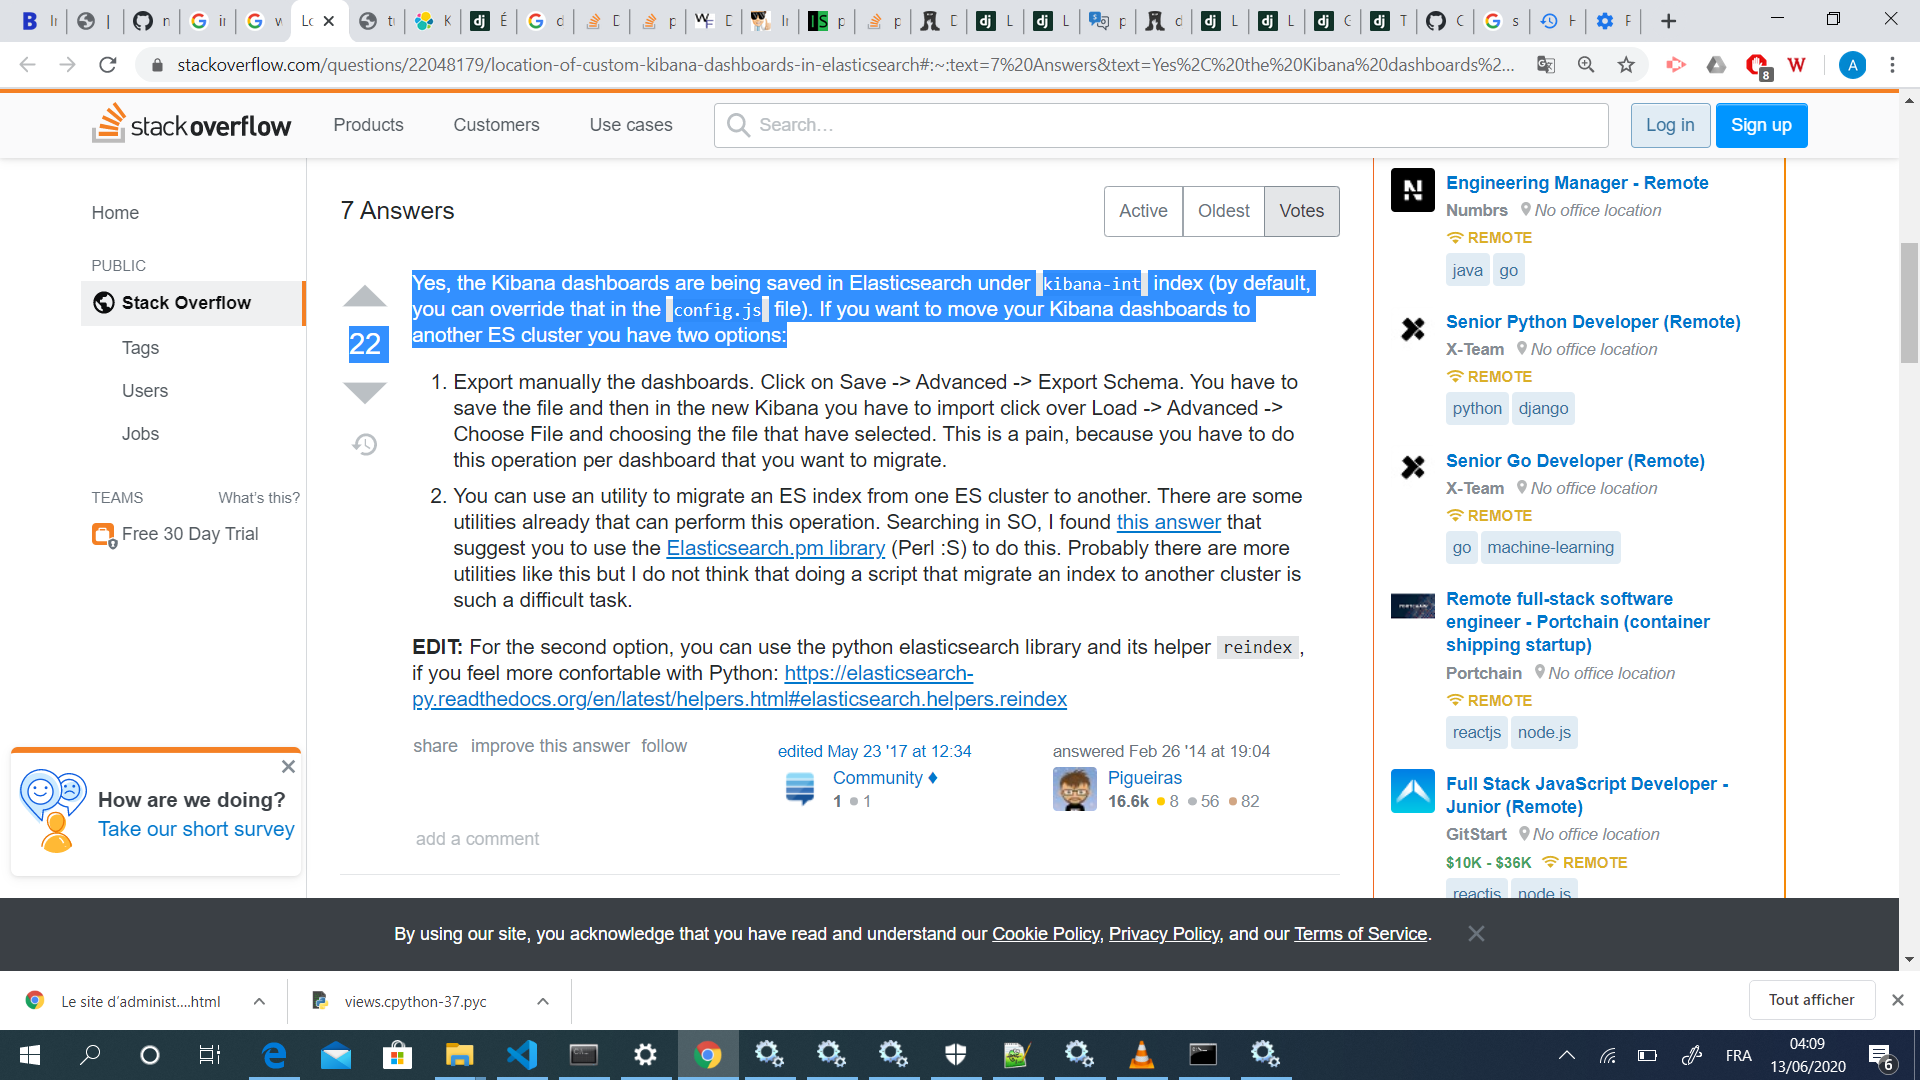 stackoverflow.com/questions/22048179/location-of-custom-kibana-dashboards-in-elasticsearch#:~:text=7%20Answers&text=Yes%2C%20the%20Kibana%20dashboards%2...
8
A
stackoverflow
Products
Customers
Use cases
Search...
Log in
Sign up
Home
PUBLIC
Stack Overflow
Tags
Users
Jobs
TEAMS
What's this?
Free 30 Day Trial
How are we doing?
Take our short survey
7 Answers
Active
Oldest
Votes
22
Yes, the Kibana dashboards are being saved in Elasticsearch under kibana-int index (by default,
you can override that in the config.js file). If you want to move your Kibana dashboards to
another ES cluster you have two options:
1. Export manually the dashboards. Click on Save -> Advanced -> Export Schema. You have to
save the file and then in the new Kibana you have to import click over Load -> Advanced ->
Choose File and choosing the file that have selected. This is a pain, because you have to do
this operation per dashboard that you want to migrate.
2. You can use an utility to migrate an ES index from one ES cluster to another. There are some
utilities already that can perform this operation. Searching in SO, I found this answer that
suggest you to use the Elasticsearch.pm library (Perl :S) to do this. Probably there are more
utilities like this but I do not think that doing a script that migrate an index to another cluster is
such a difficult task.
EDIT: For the second option, you can use the python elasticsearch library and its helper reindex ,
if you feel more confortable with Python: https://elasticsearch-
py.readthedocs.org/en/latest/helpers.html#elasticsearch.helpers.reindex
share improve this answer follow
edited May 23 '17 at 12:34
Community ♦
1 ● 1
answered Feb 26 '14 at 19:04
Pigueiras
16.6k ● 8 ● 56 ● 82
add a comment
Engineering Manager - Remote
Numbrs No office location
REMOTE
java go
Senior Python Developer (Remote)
X-Team No office location
REMOTE
python django
Senior Go Developer (Remote)
X-Team No office location
REMOTE
go machine-learning
Remote full-stack software
engineer - Portchain (container
shipping startup)
Portchain No office location
REMOTE
reactjs node.js
Full Stack JavaScript Developer -
Junior (Remote)
GitStart No office location
$10K - $36K REMOTE
reactjs node.js
By using our site, you acknowledge that you have read and understand our Cookie Policy, Privacy Policy, and our Terms of Service.
Le site d'administ....html
views.cpython-37.pyc
Tout afficher
FRA
04:09
13/06/2020
6